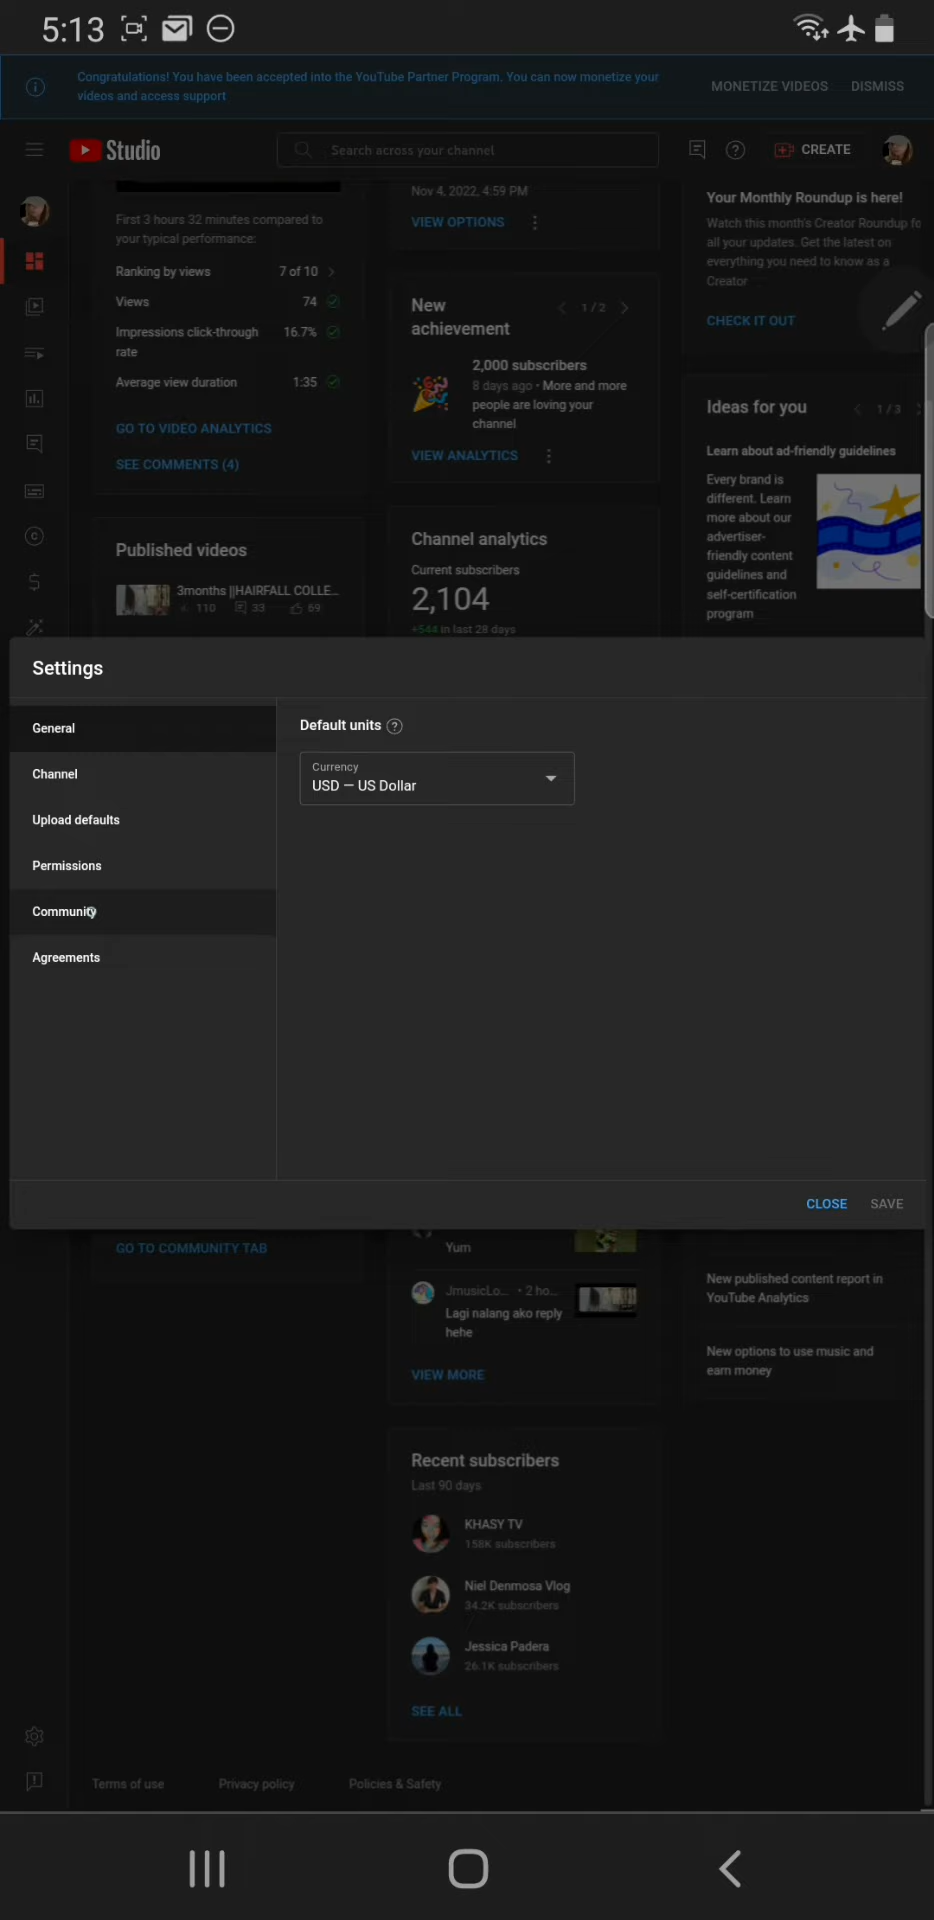 5:13
Congratulations! You have been accepted into the YouTube Partner Program. You can now monetize your
videos and access support
MONETIZE VIDEOS
DISMISS
Studio
Search across your channel
CREATE
First 3 hours 32 minutes compared to
your typical performance:
Ranking by views 7 of 10
Views 74
Impressions click-through 16.7%
rate
Average view duration 1:35
GO TO VIDEO ANALYTICS
SEE COMMENTS (4)
Published videos
3months ||HAIRFALL COLLE...
110 33 69
Nov 4, 2022, 4:59 PM
VIEW OPTIONS
New
achievement
1 / 2
2,000 subscribers
8 days ago • More and more
people are loving your
channel
VIEW ANALYTICS
Channel analytics
Current subscribers
2,104
+544 in last 28 days
Your Monthly Roundup is here!
Watch this month's Creator Roundup fo
all your updates. Get the latest on
everything you need to know as a
Creator
CHECK IT OUT
Ideas for you
1 / 3
Learn about ad-friendly guidelines
Every brand is
different. Learn
more about our
advertiser-
friendly content
guidelines and
self-certification
program
Settings
General
Channel
Upload defaults
Permissions
Community
Agreements
Default units
Currency
USD — US Dollar
CLOSE
SAVE
GO TO COMMUNITY TAB
Yum
JmusicLo... • 2 ho...
Lagi nalang ako reply
hehe
VIEW MORE
New published content report in
YouTube Analytics
New options to use music and
earn money
Recent subscribers
Last 90 days
KHASY TV
158K subscribers
Niel Denmosa Vlog
34.2K subscribers
Jessica Padera
26.1K subscribers
SEE ALL
Terms of use
Privacy policy
Policies & Safety